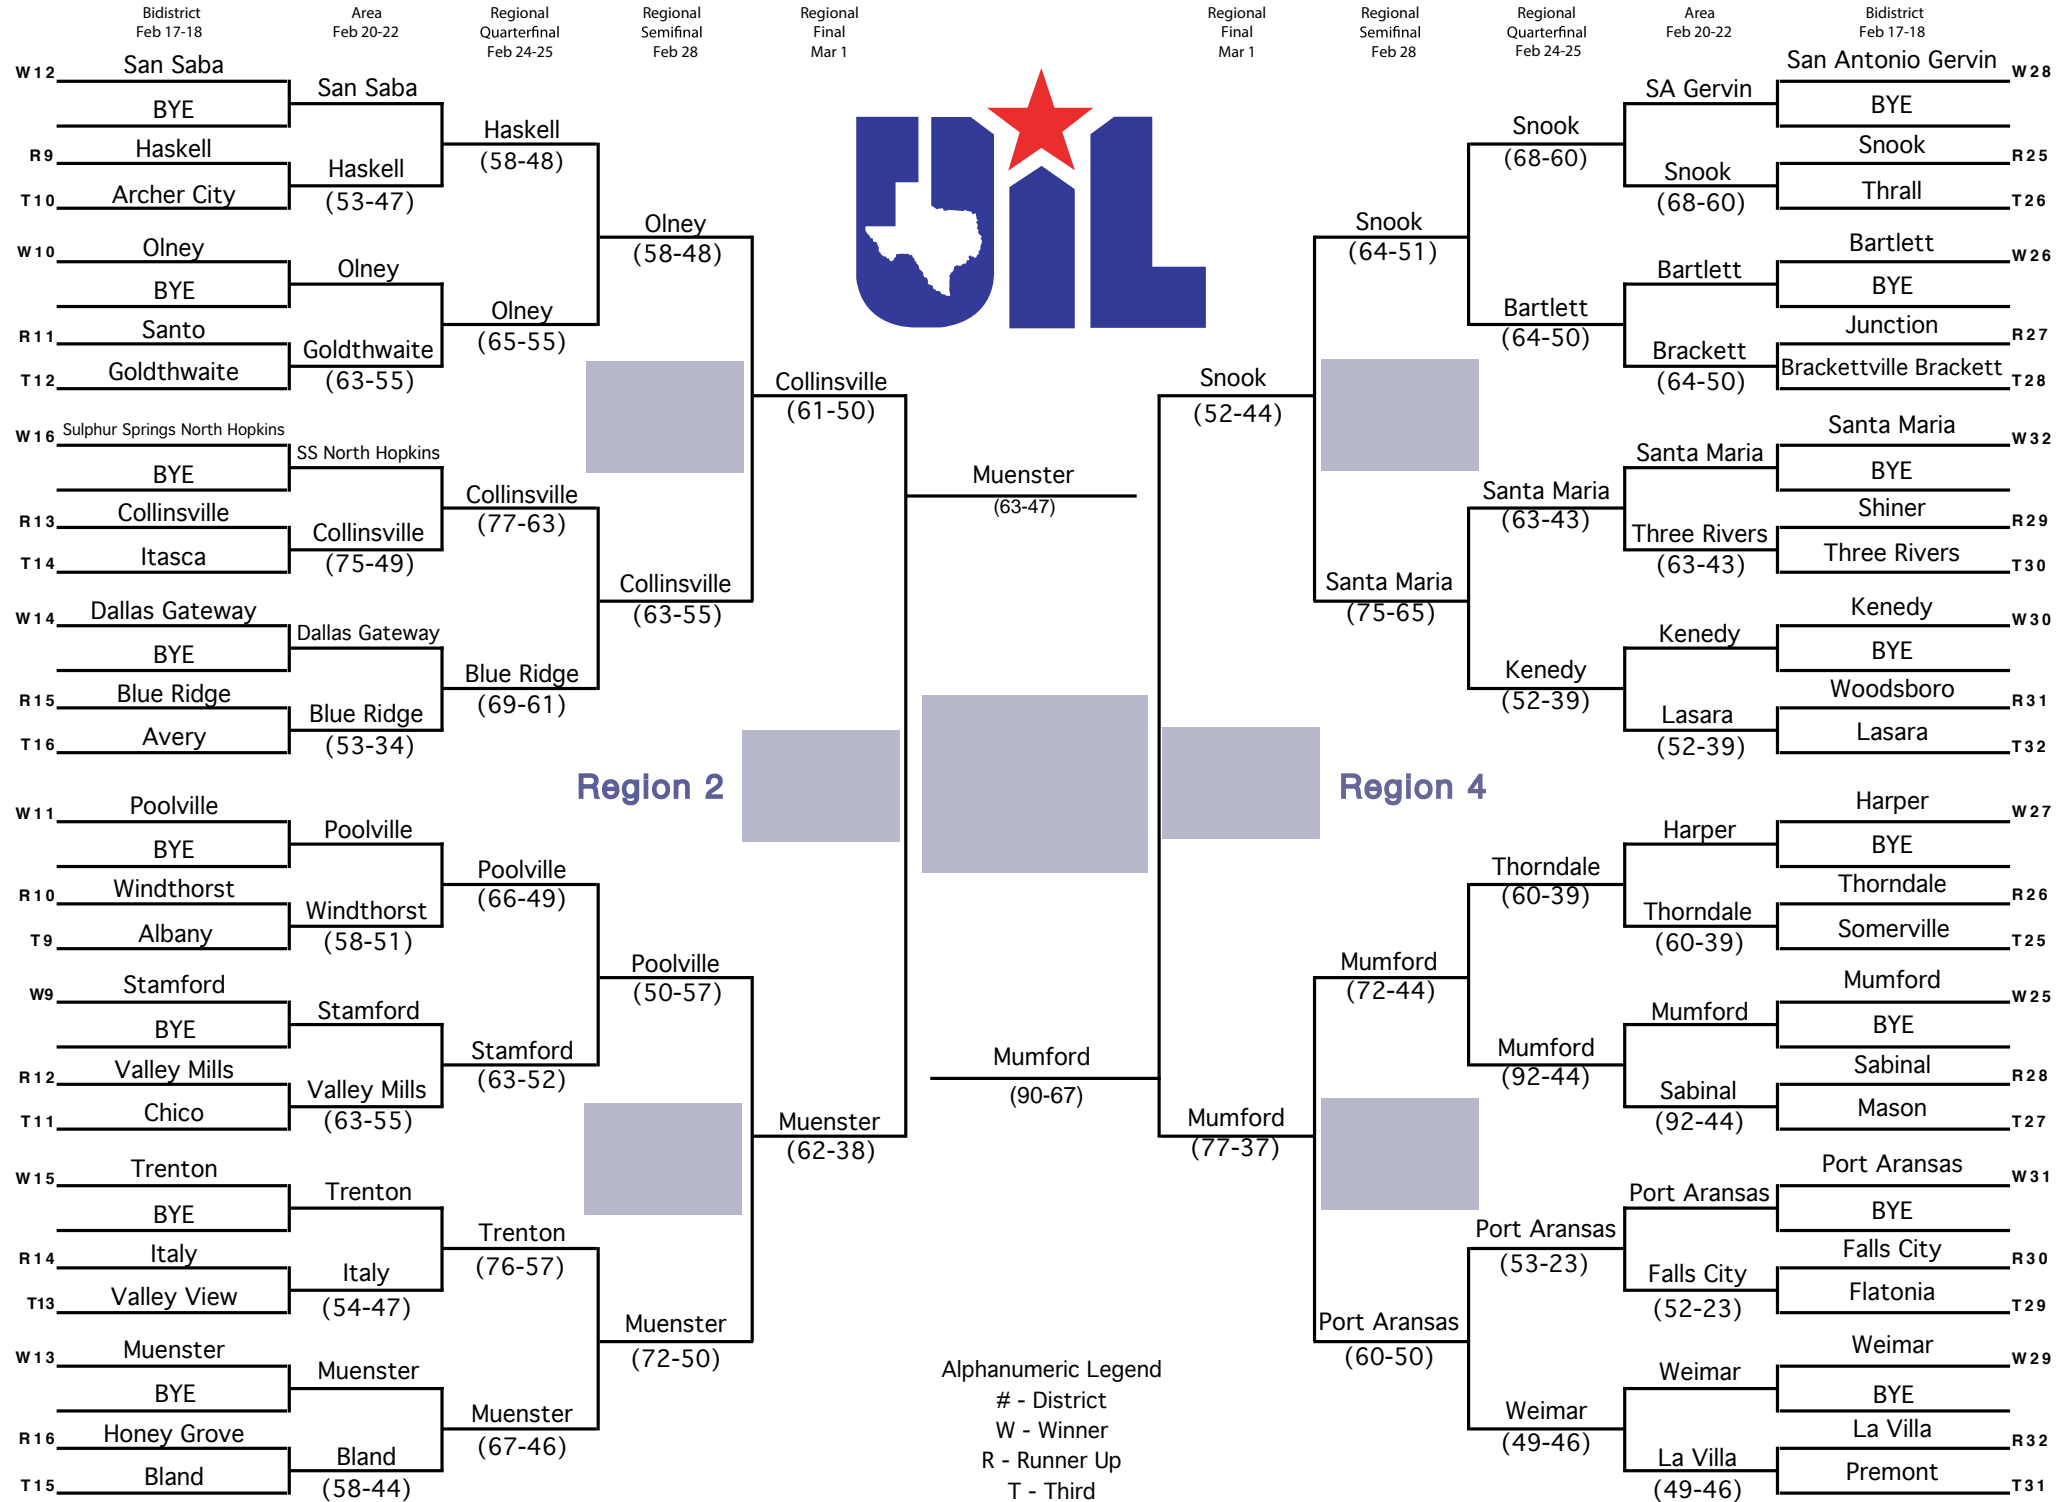 Bidistrict
Feb 17-18
Area
Feb 20-22
Regional
Quarterfinal
Feb 24-25
Regional
Semifinal
Feb 28
Regional
Final
Mar 1
Regional
Final
Mar 1
Regional
Semifinal
Feb 28
Regional
Quarterfinal
Feb 24-25
Area
Feb 20-22
Bidistrict
Feb 17-18
UIL
W12 San Saba
BYE
R9 Haskell
T10 Archer City
W10 Olney
BYE
R11 Santo
T12 Goldthwaite
W16 Sulphur Springs North Hopkins
BYE
R13 Collinsville
T14 Itasca
W14 Dallas Gateway
BYE
R15 Blue Ridge
T16 Avery
W11 Poolville
BYE
R10 Windthorst
T9 Albany
W9 Stamford
BYE
R12 Valley Mills
T11 Chico
W15 Trenton
BYE
R14 Italy
T13 Valley View
W13 Muenster
BYE
R16 Honey Grove
T15 Bland
San Saba
Haskell
(53-47)
Olney
Goldthwaite
(63-55)
SS North Hopkins
Collinsville
(75-49)
Dallas Gateway
Blue Ridge
(53-34)
Poolville
Windthorst
(58-51)
Stamford
Valley Mills
(63-55)
Trenton
Italy
(54-47)
Muenster
Bland
(58-44)
Haskell
(58-48)
Olney
(65-55)
Collinsville
(77-63)
Blue Ridge
(69-61)
Poolville
(66-49)
Stamford
(63-52)
Trenton
(76-57)
Muenster
(67-46)
Olney
(58-48)
Collinsville
(63-55)
Region 2
Poolville
(50-57)
Muenster
(72-50)
Collinsville
(61-50)
Muenster
(62-38)
Muenster
(63-47)
Mumford
(90-67)
Alphanumeric Legend
# - District
W - Winner
R - Runner Up
T - Third
Snook
(52-44)
Mumford
(77-37)
Snook
(64-51)
Santa Maria
(75-65)
Region 4
Mumford
(72-44)
Port Aransas
(60-50)
Snook
(68-60)
Bartlett
(64-50)
Santa Maria
(63-43)
Kenedy
(52-39)
Thorndale
(60-39)
Mumford
(92-44)
Port Aransas
(53-23)
Weimar
(49-46)
SA Gervin
Snook
(68-60)
Bartlett
Brackett
(64-50)
Santa Maria
Three Rivers
(63-43)
Kenedy
Lasara
(52-39)
Harper
Thorndale
(60-39)
Mumford
Sabinal
(92-44)
Port Aransas
Falls City
(52-23)
Weimar
La Villa
(49-46)
San Antonio Gervin W28
BYE
Snook R25
Thrall T26
Bartlett W26
BYE
Junction R27
Brackettville Brackett T28
Santa Maria W32
BYE
Shiner R29
Three Rivers T30
Kenedy W30
BYE
Woodsboro R31
Lasara T32
Harper W27
BYE
Thorndale R26
Somerville T25
Mumford W25
BYE
Sabinal R28
Mason T27
Port Aransas W31
BYE
Falls City R30
Flatonia T29
Weimar W29
BYE
La Villa R32
Premont T31